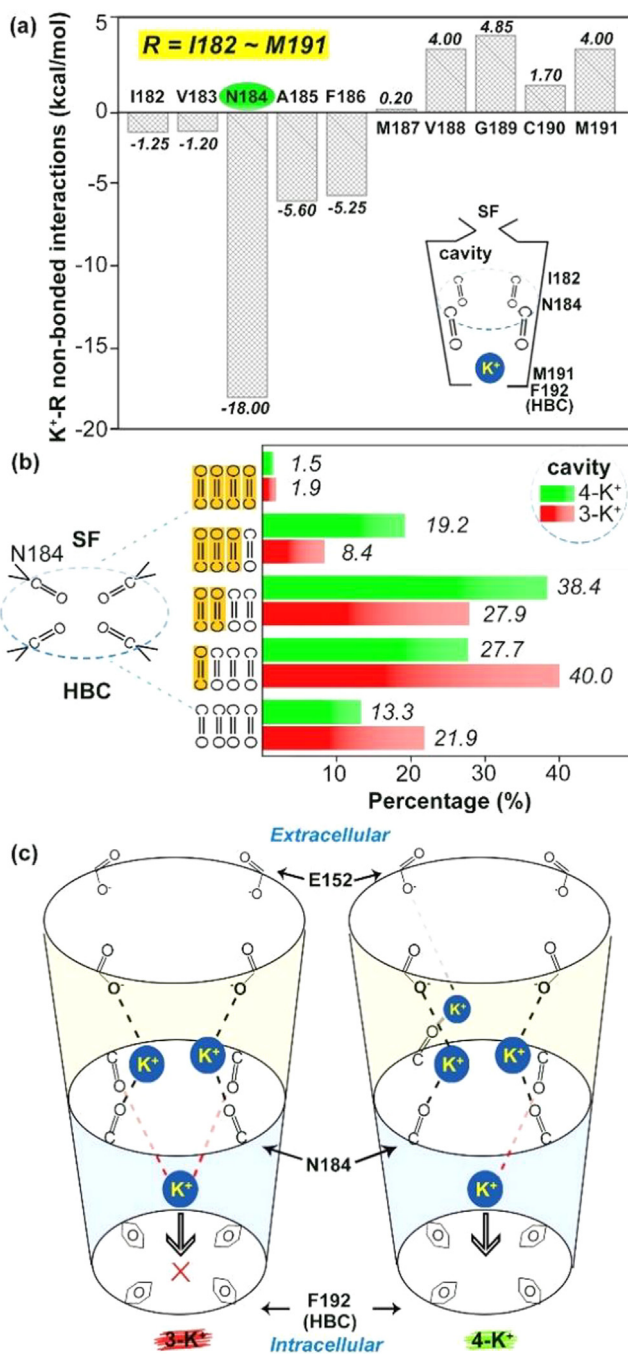 (a)
R = I182 ~ M191
K⁺-R non-bonded interactions (kcal/mol)
5
0
-5
-10
-15
-20
I182 V183 N184 A185 F186
M187 V188 G189 C190 M191
-1.25 -1.20 -18.00 -5.60 -5.25
0.20 4.00 4.85 1.70 4.00
SF
cavity
I182
C O C O
N184
C O C O
K⁺
M191
F192
(HBC)
(b)
cavity
4-K⁺
3-K⁺
1.5
1.9
19.2
8.4
38.4
27.9
27.7
40.0
13.3
21.9
N184
SF
HBC
10 20 30 40
Percentage (%)
(c)
Extracellular
E152
N184
F192
(HBC)
K⁺ K⁺ K⁺
K⁺ K⁺ K⁺ K⁺
3-K⁺
Intracellular
4-K⁺